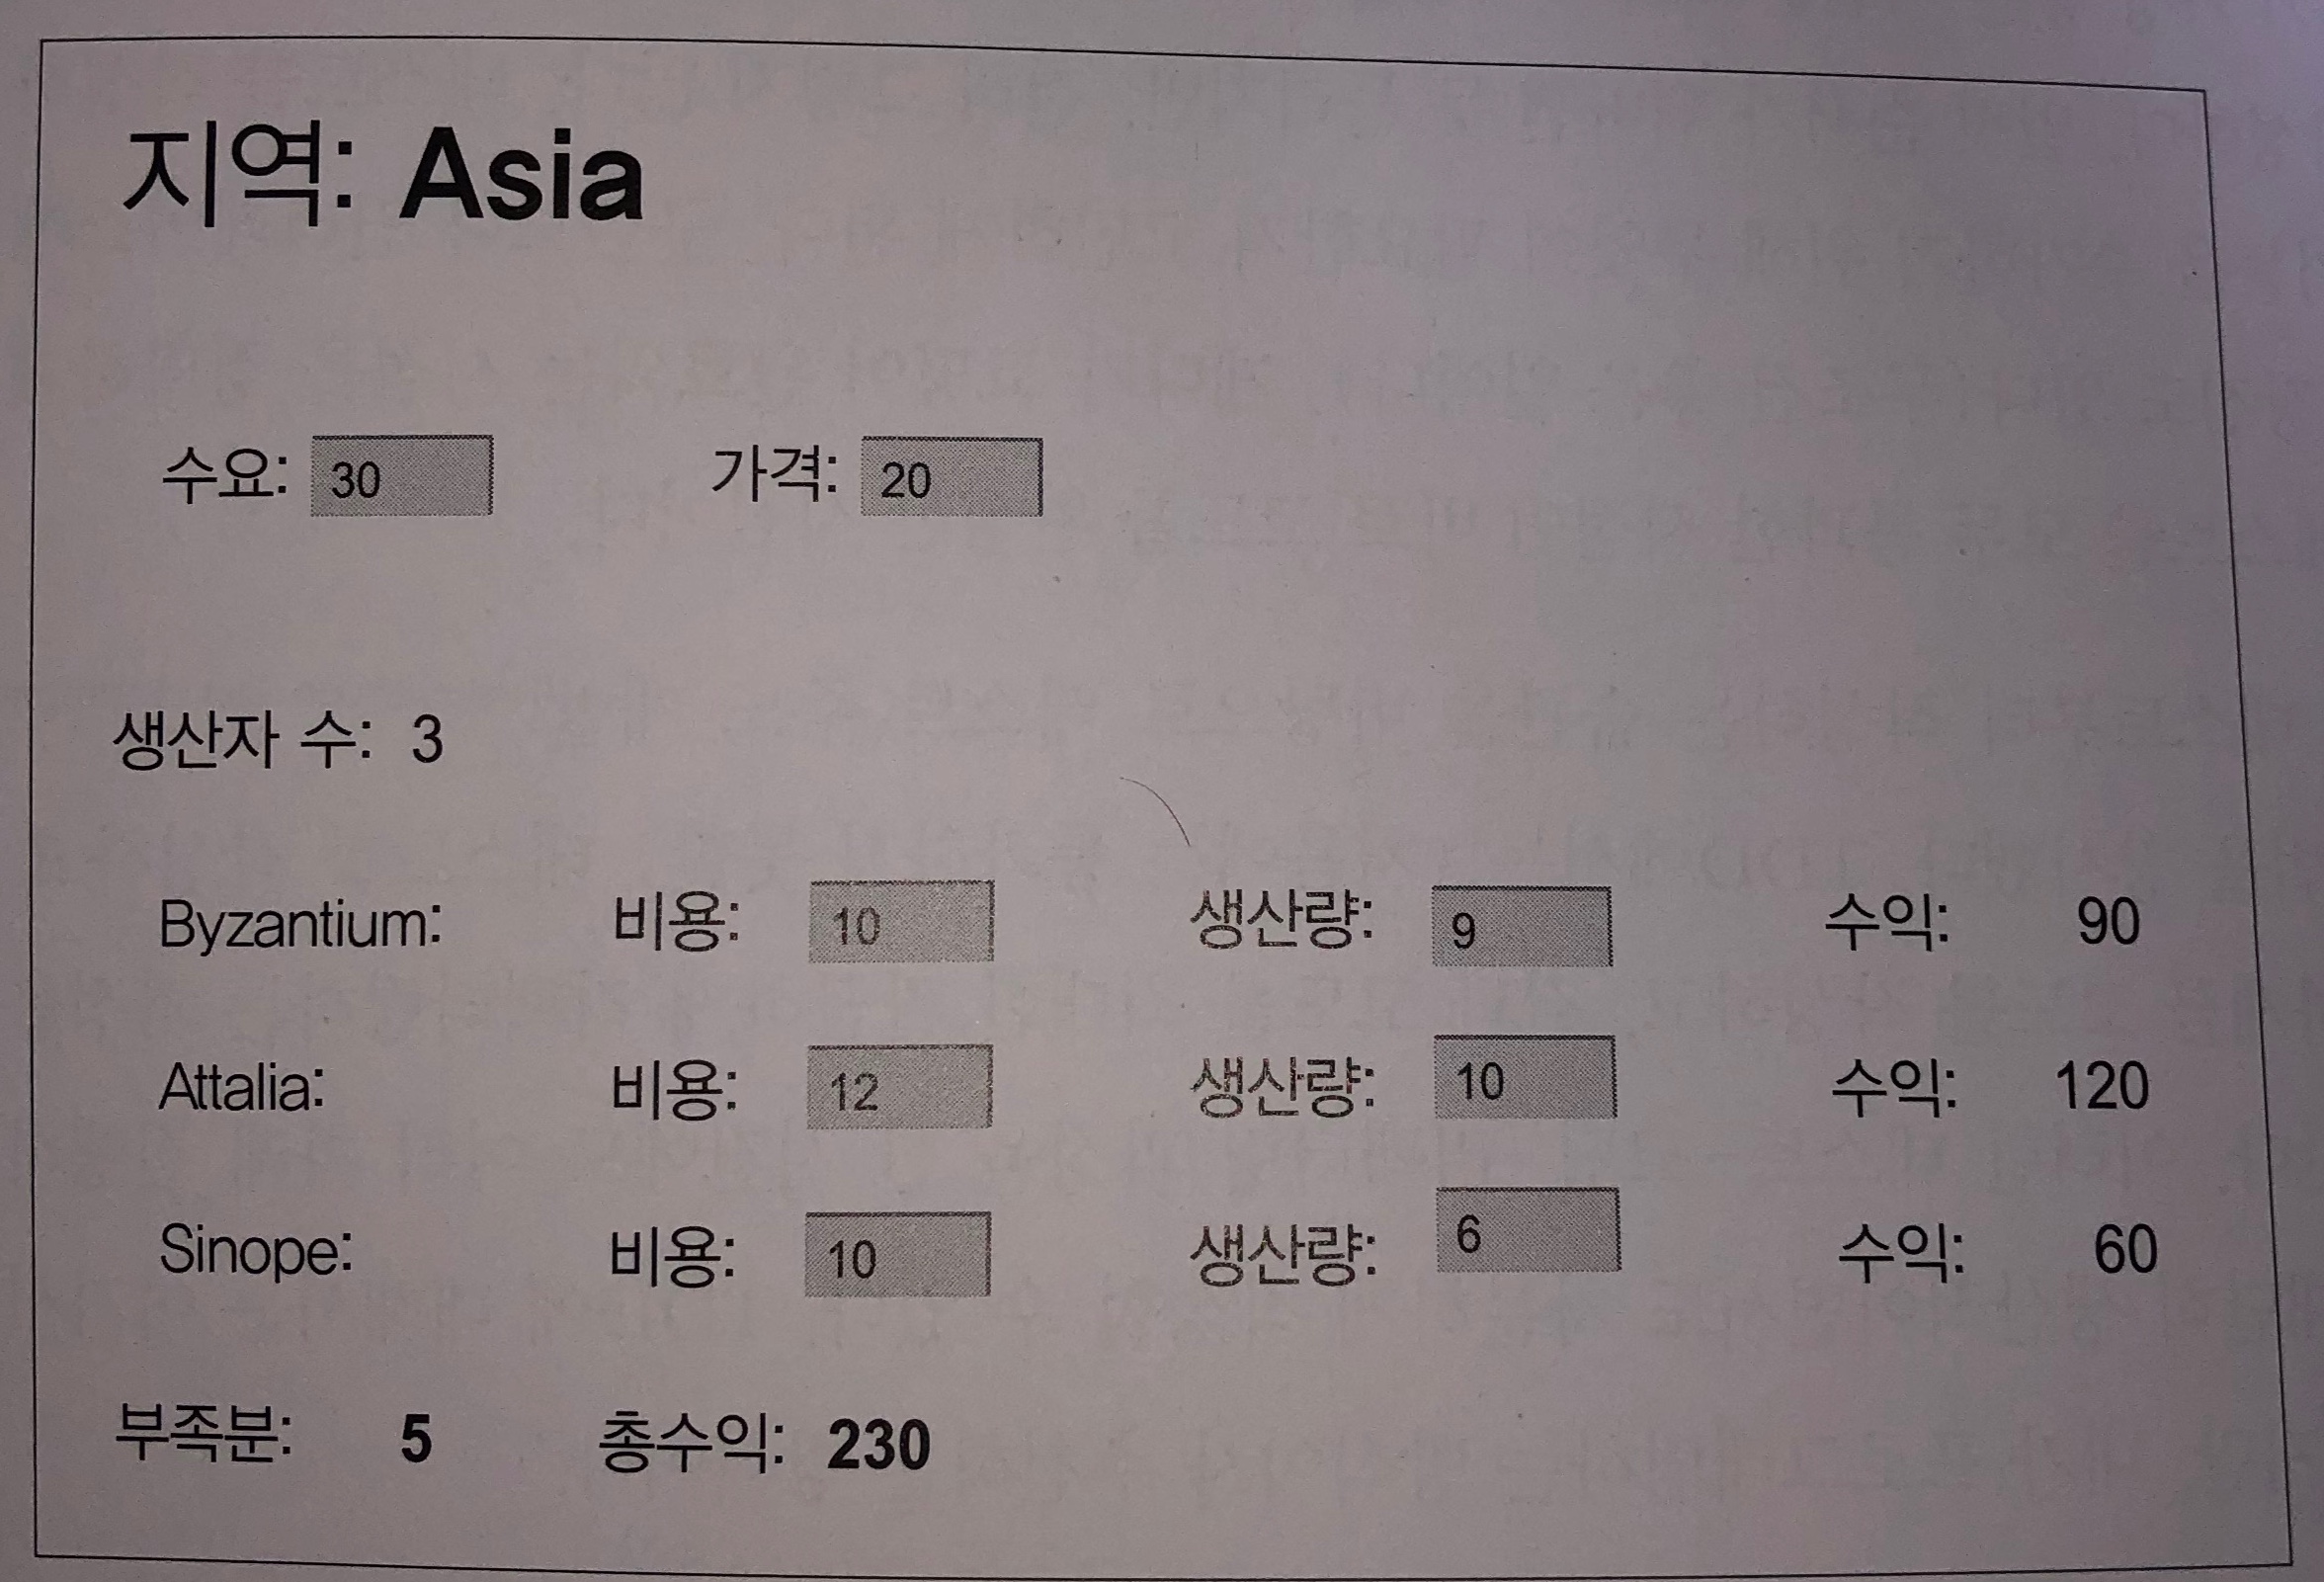 지역: Asia
수요: 30 가격: 20
생산자 수: 3
Byzantium: 비용: 10 생산량: 9 수익: 90
Attalia: 비용: 12 생산량: 10 수익: 120
Sinope: 비용: 10 생산량: 6 수익: 60
부족분: 5 총수익: 230